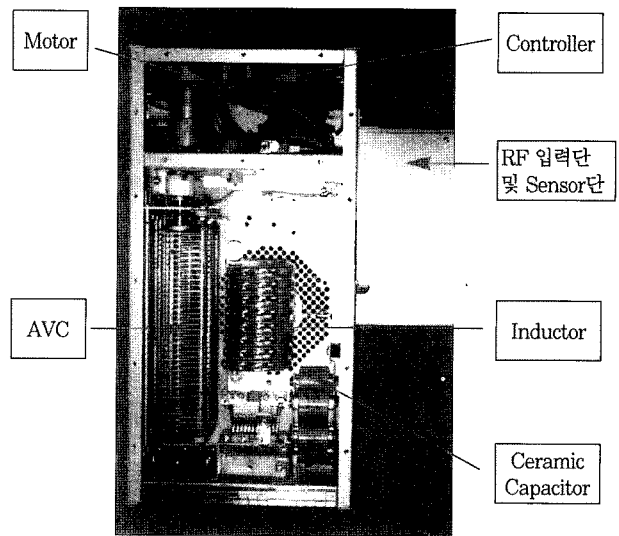 Motor
Controller
RF 입력단
및 Sensor단
AVC
Inductor
Ceramic
Capacitor